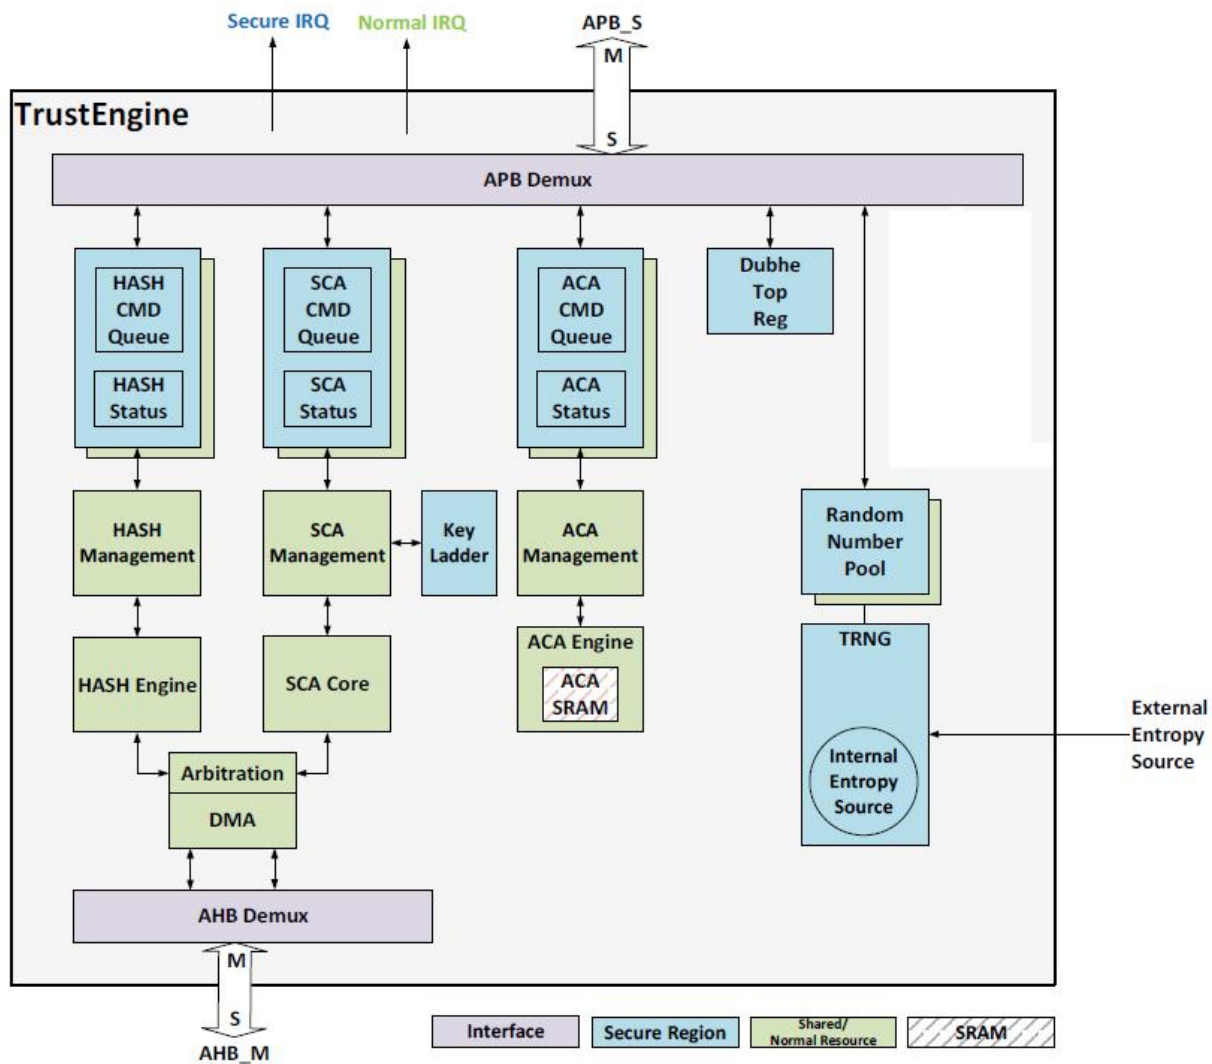 Secure IRQ
Normal IRQ
APB_S
M
TrustEngine
S
APB Demux
HASH
CMD
Queue
HASH
Status
SCA
CMD
Queue
SCA
Status
ACA
CMD
Queue
ACA
Status
Dubhe
Top
Reg
HASH
Management
SCA
Management
Key
Ladder
ACA
Management
Random
Number
Pool
HASH Engine
SCA Core
ACA Engine
ACA
SRAM
TRNG
Internal
Entropy
Source
External
Entropy
Source
Arbitration
DMA
AHB Demux
M
S
AHB_M
Interface
Secure Region
Shared/
Normal Resource
SRAM